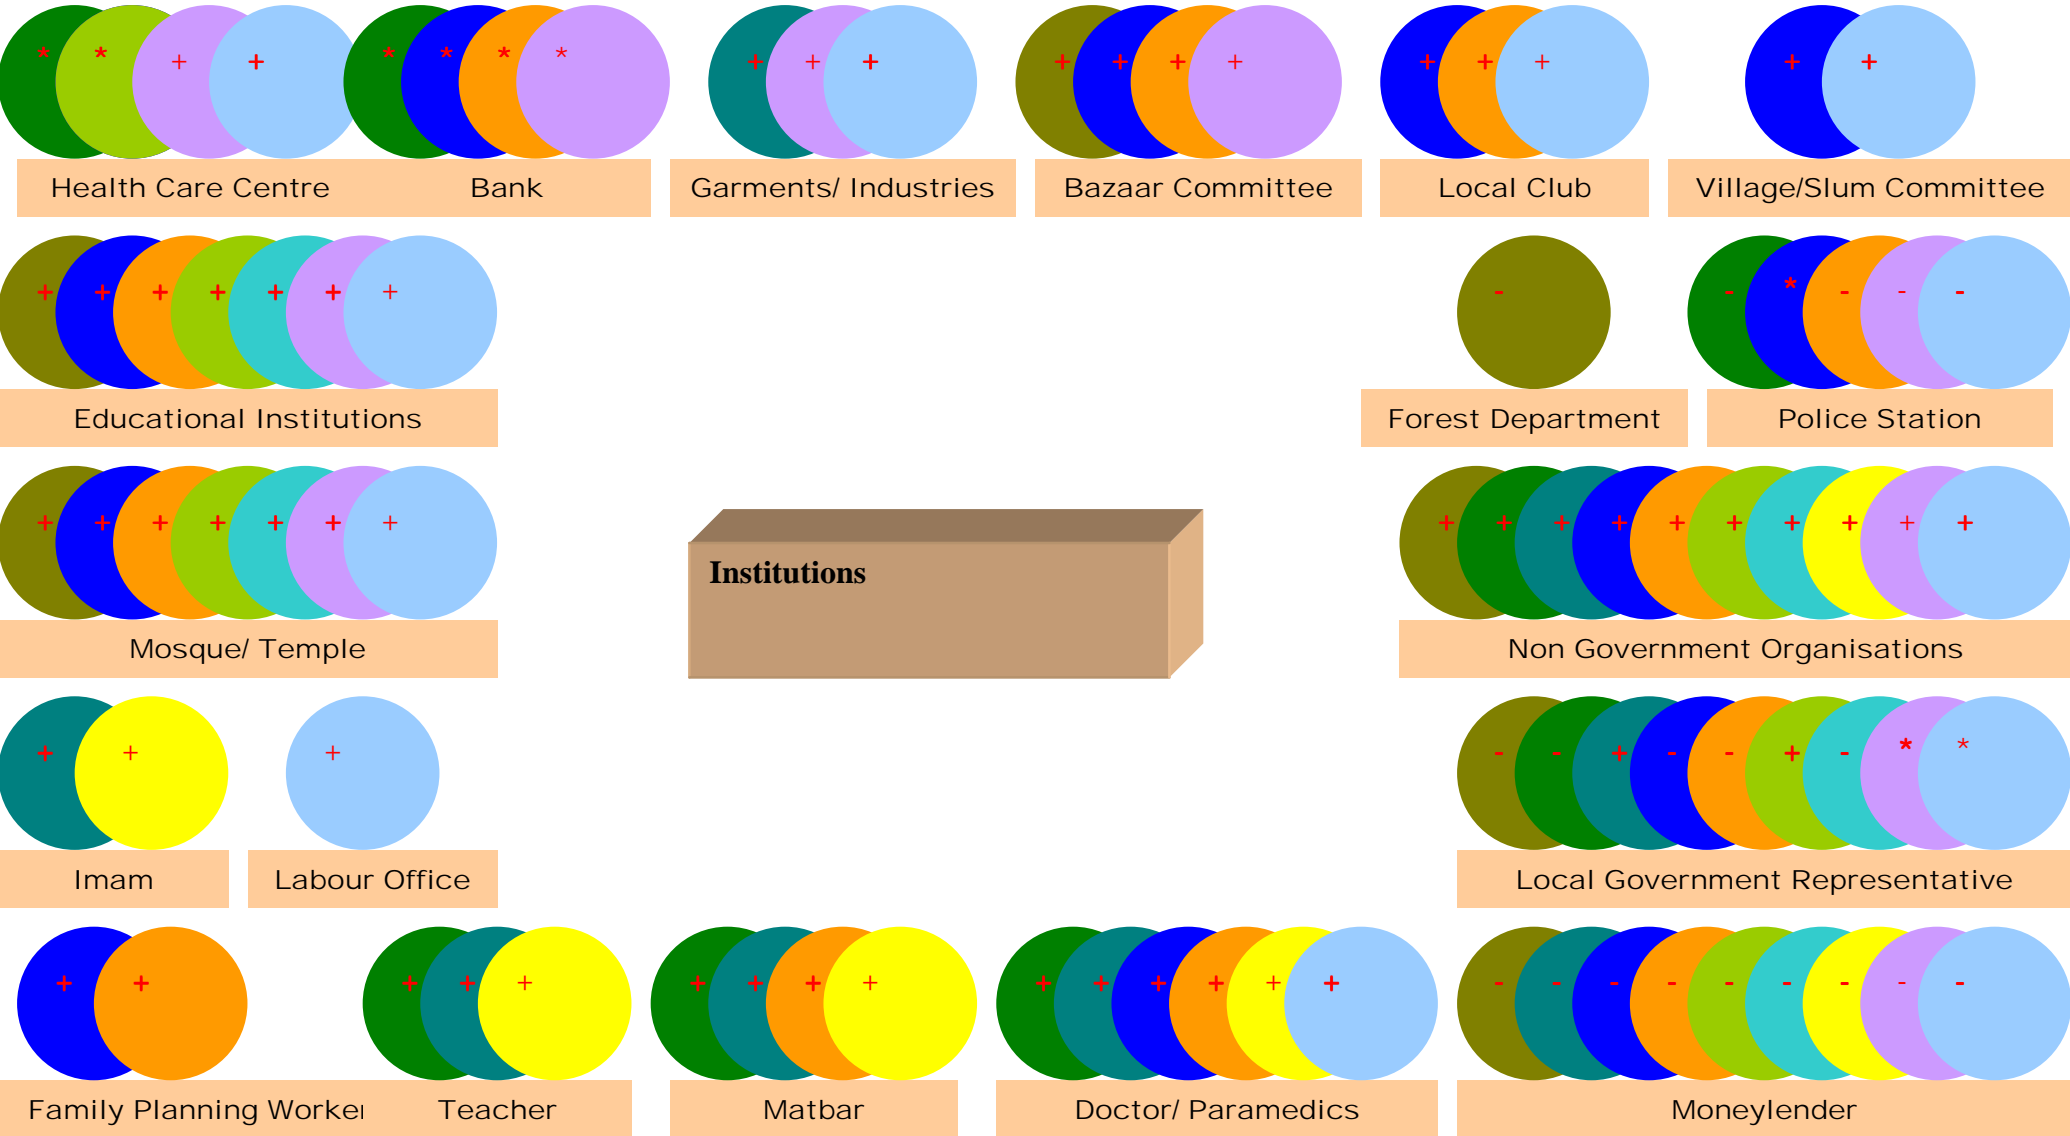 * * + + * * * * + + + + + + + + + + + +
Health Care Centre Bank Garments/ Industries Bazaar Committee Local Club Village/Slum Committee
+ + + + + + + - - * - - -
Educational Institutions Forest Department Police Station
+ + + + + + + + + + + + + + + + +
Institutions
Mosque/ Temple Non Government Organisations
+ + + - - + - - + - * *
Imam Labour Office Local Government Representative
+ + + + + + + + + + + + + + + - - - - - - - - -
Family Planning Worker Teacher Matbar Doctor/ Paramedics Moneylender